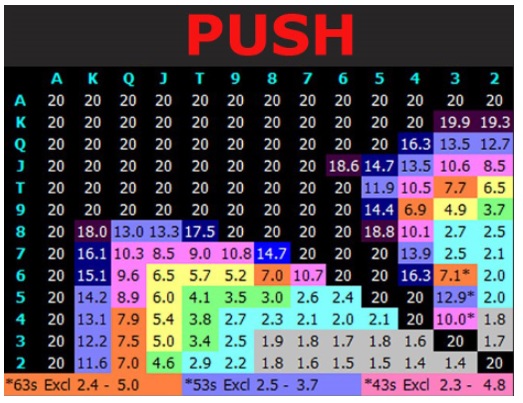 PUSH
A K Q J T 9 8 7 6 5 4 3 2
A 20 20 20 20 20 20 20 20 20 20 20 20 20
K 20 20 20 20 20 20 20 20 20 20 20 19.9 19.3
Q 20 20 20 20 20 20 20 20 20 20 16.3 13.5 12.7
J 20 20 20 20 20 20 20 20 18.6 14.7 13.5 10.6 8.5
T 20 20 20 20 20 20 20 20 20 11.9 10.5 7.7 6.5
9 20 20 20 20 20 20 20 20 20 14.4 6.9 4.9 3.7
8 20 18.0 13.0 13.3 17.5 20 20 20 20 18.8 10.1 2.7 2.5
7 20 16.1 10.3 8.5 9.0 10.8 14.7 20 20 20 13.9 2.5 2.1
6 20 15.1 9.6 6.5 5.7 5.2 7.0 10.7 20 20 16.3 7.1* 2.0
5 20 14.2 8.9 6.0 4.1 3.5 3.0 2.6 2.4 20 20 12.9* 2.0
4 20 13.1 7.9 5.4 3.8 2.7 2.3 2.1 2.0 2.1 20 10.0* 1.8
3 20 12.2 7.5 5.0 3.4 2.5 1.9 1.8 1.7 1.8 1.6 20 1.7
2 20 11.6 7.0 4.6 2.9 2.2 1.8 1.6 1.5 1.5 1.4 1.4 20
*63s Excl 2.4 - 5.0 *53s Excl 2.5 - 3.7 *43s Excl 2.3 - 4.8